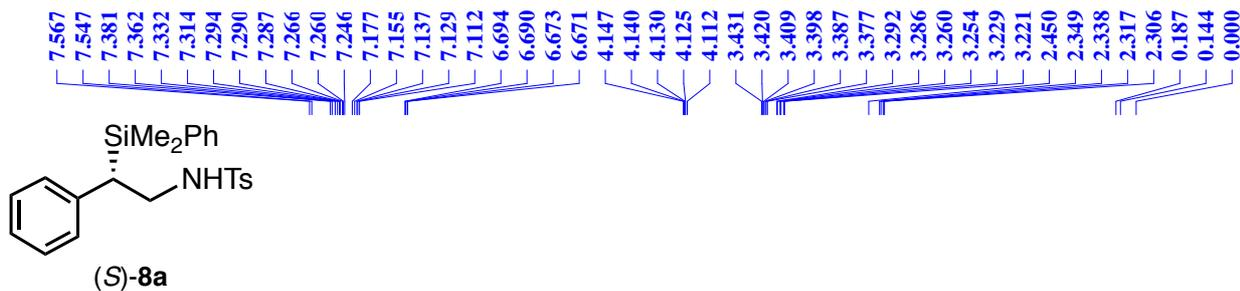 7.567 7.547 7.381 7.362 7.332 7.314 7.294 7.290 7.287 7.266 7.260 7.246 7.177 7.155 7.137 7.129 7.112 6.694 6.690 6.673 6.671 4.147 4.140 4.130 4.125 4.112 3.431 3.420 3.409 3.398 3.387 3.377 3.292 3.286 3.260 3.254 3.229 3.221 2.450 2.349 2.338 2.317 2.306 0.187 0.144 0.000
SiMe2Ph
NHTs
(S)-8a